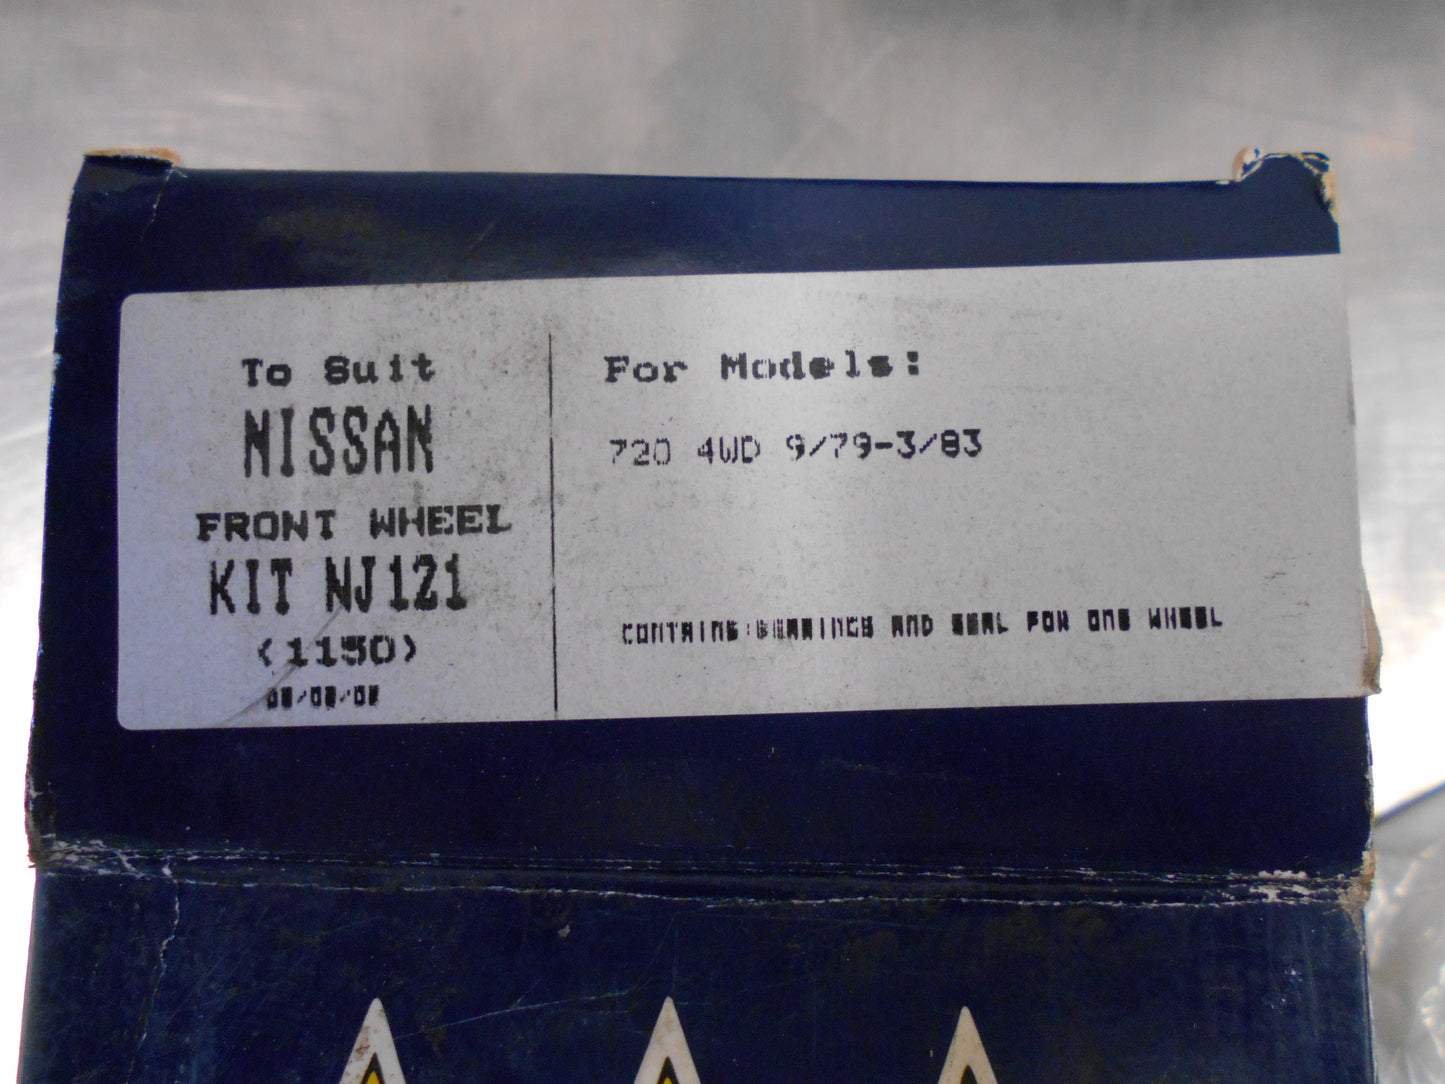 To Suit
NISSAN
FRONT WHEEL
KIT NJ121
(1150)
For Models:
720 4WD 9/79-3/83
CONTAINS:BEARINGS AND SEAL FOR ONE WHEEL